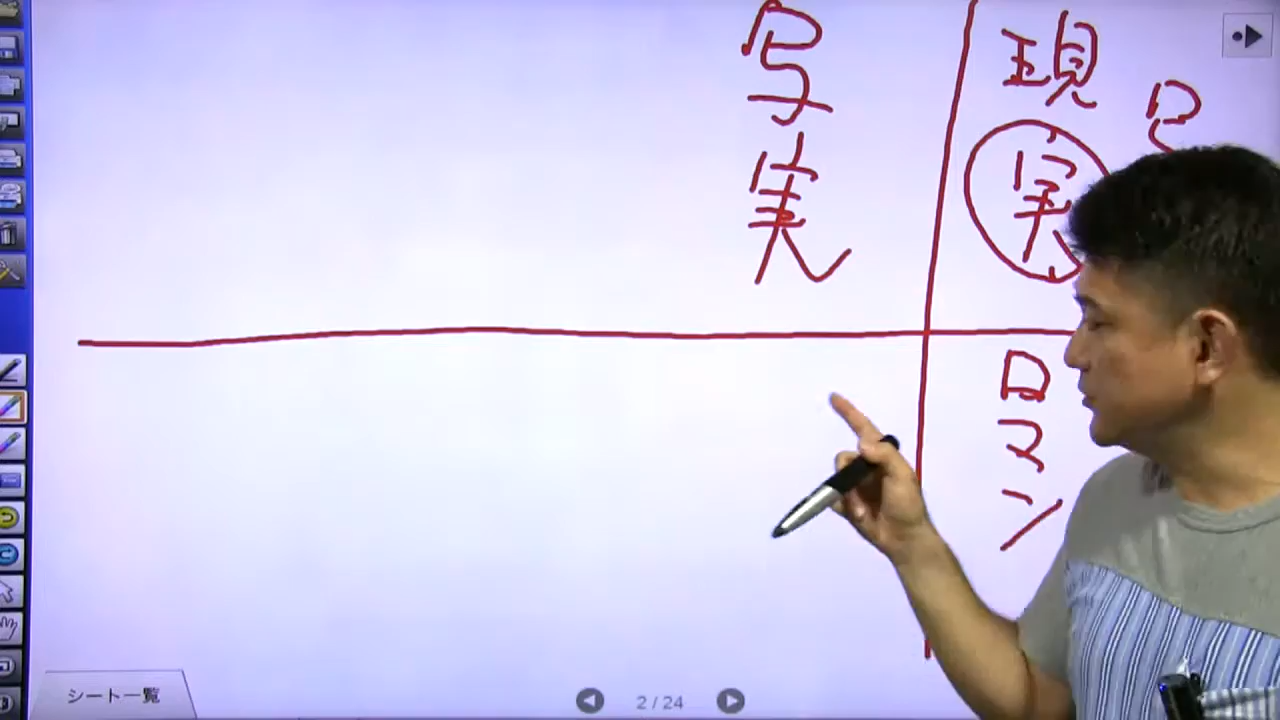 現実
ロマン
写実
シート一覧
2 / 24